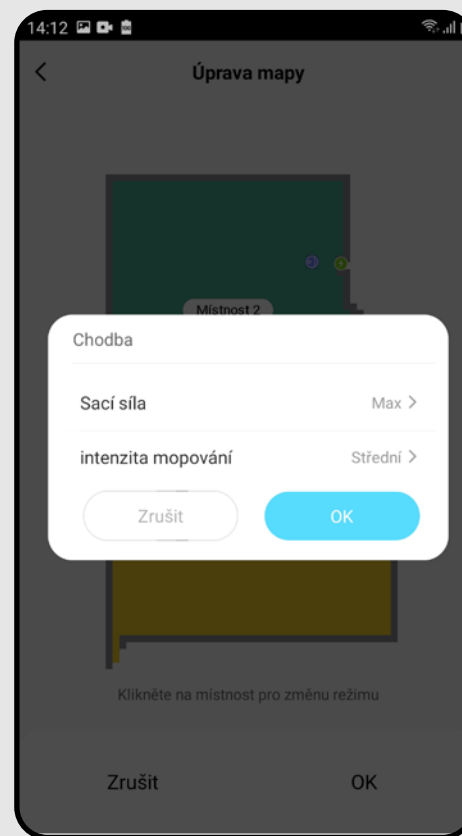 14:12
Úprava mapy
Místnost 2
Chodba
Sací síla Max
intenzita mopování Střední
Zrušit OK
Klikněte na místnost pro změnu režimu
Zrušit OK